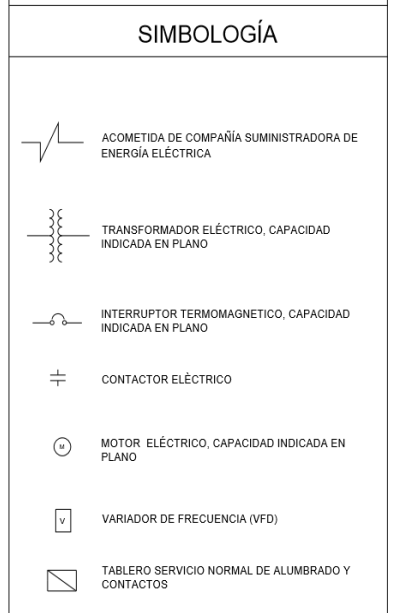 SIMBOLOGÍA
ACOMETIDA DE COMPAÑÍA SUMINISTRADORA DE
ENERGÍA ELÉCTRICA
TRANSFORMADOR ELÉCTRICO, CAPACIDAD
INDICADA EN PLANO
INTERRUPTOR TERMOMAGNETICO, CAPACIDAD
INDICADA EN PLANO
CONTACTOR ELÈCTRICO
M
MOTOR ELÉCTRICO, CAPACIDAD INDICADA EN
PLANO
V
VARIADOR DE FRECUENCIA (VFD)
TABLERO SERVICIO NORMAL DE ALUMBRADO Y
CONTACTOS